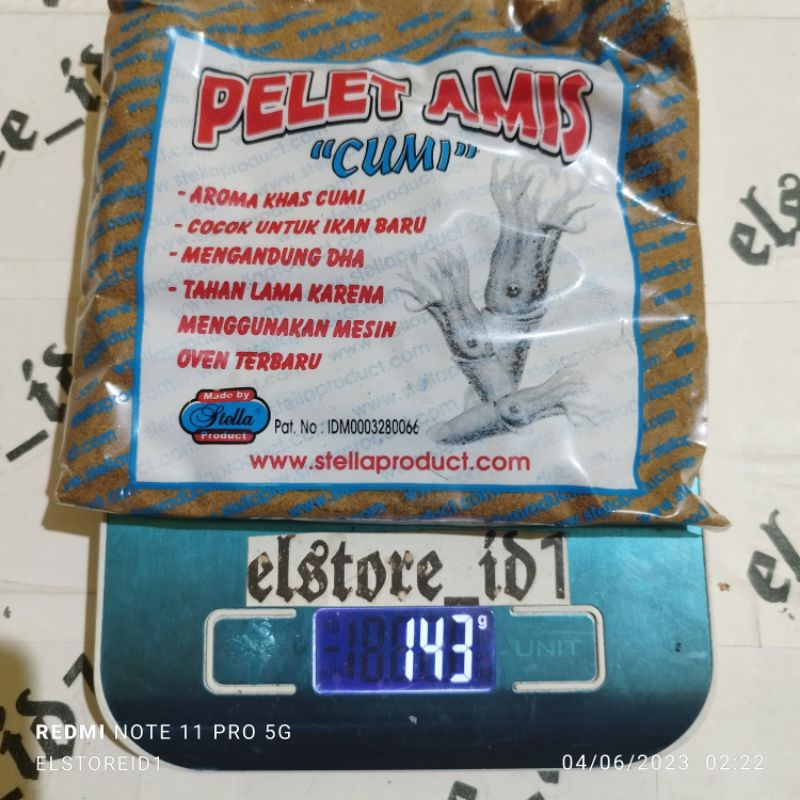 PELET AMIS
"CUMI"
- AROMA KHAS CUMI
- COCOK UNTUK IKAN BARU
- MENGANDUNG DHA
- TAHAN LAMA KARENA
MENGGUNAKAN MESIN
OVEN TERBARU
Made by
Stella®
Product
Pat. No : IDM0003280066
www.stellaproduct.com
elstore_id1
143 g
UNIT
REDMI NOTE 11 PRO 5G
ELSTOREID1
04/06/2023 02:22